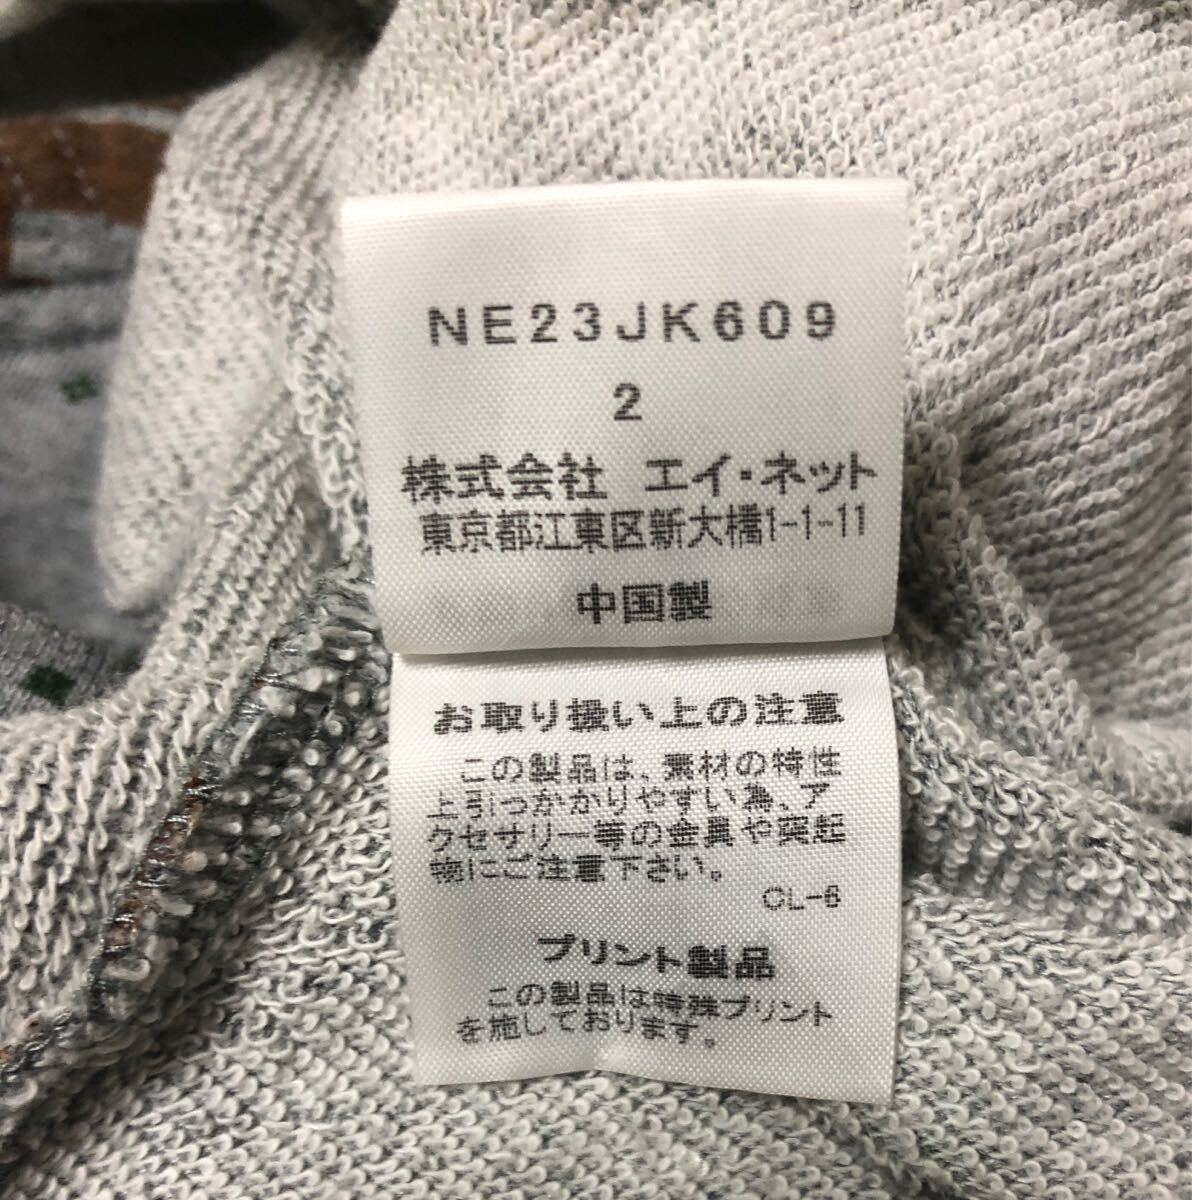 NE23JK609
2
株式会社 エイ・ネット
東京都江東区新大橋1-1-11
中国製
お取り扱い上の注意
この製品は、素材の特性
上引つかかりやすい為、ア
クセサリー等の金具や突起
物にご注意下さい。
CL-6
プリント製品
この製品は特殊プリント
を施しております。